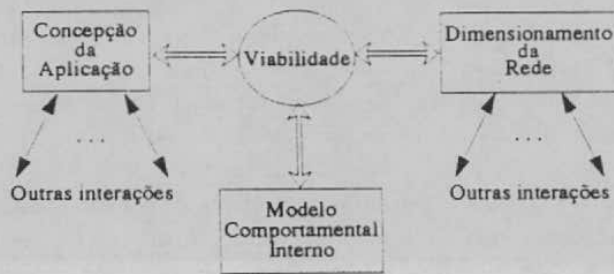 Concepção
da
Aplicação
Viabilidade
Dimensionamento
da
Rede
...
Outras interações
...
Outras interações
Modelo
Comportamental
Interno